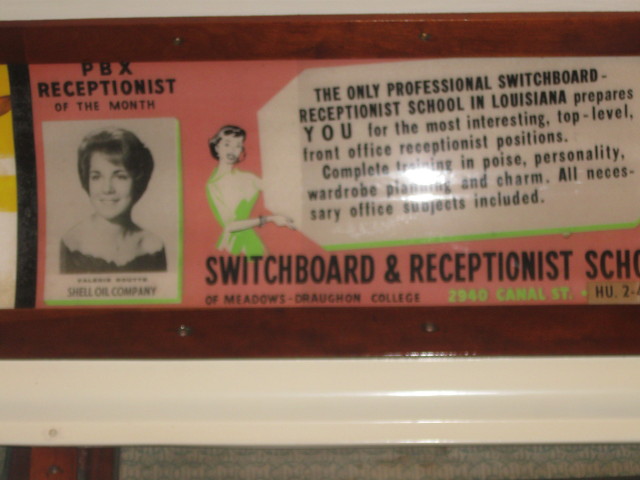 PBX
RECEPTIONIST
OF THE MONTH
SHELL OIL COMPANY
THE ONLY PROFESSIONAL SWITCHBOARD-
RECEPTIONIST SCHOOL IN LOUISIANA prepares
YOU for the most interesting, top-level,
front office receptionist positions.
Complete training in poise, personality,
wardrobe planning and charm. All neces-
sary office subjects included.
SWITCHBOARD & RECEPTIONIST SCHO
OF MEADOWS-DRAUGHON COLLEGE 2940 CANAL ST. • HU. 2-